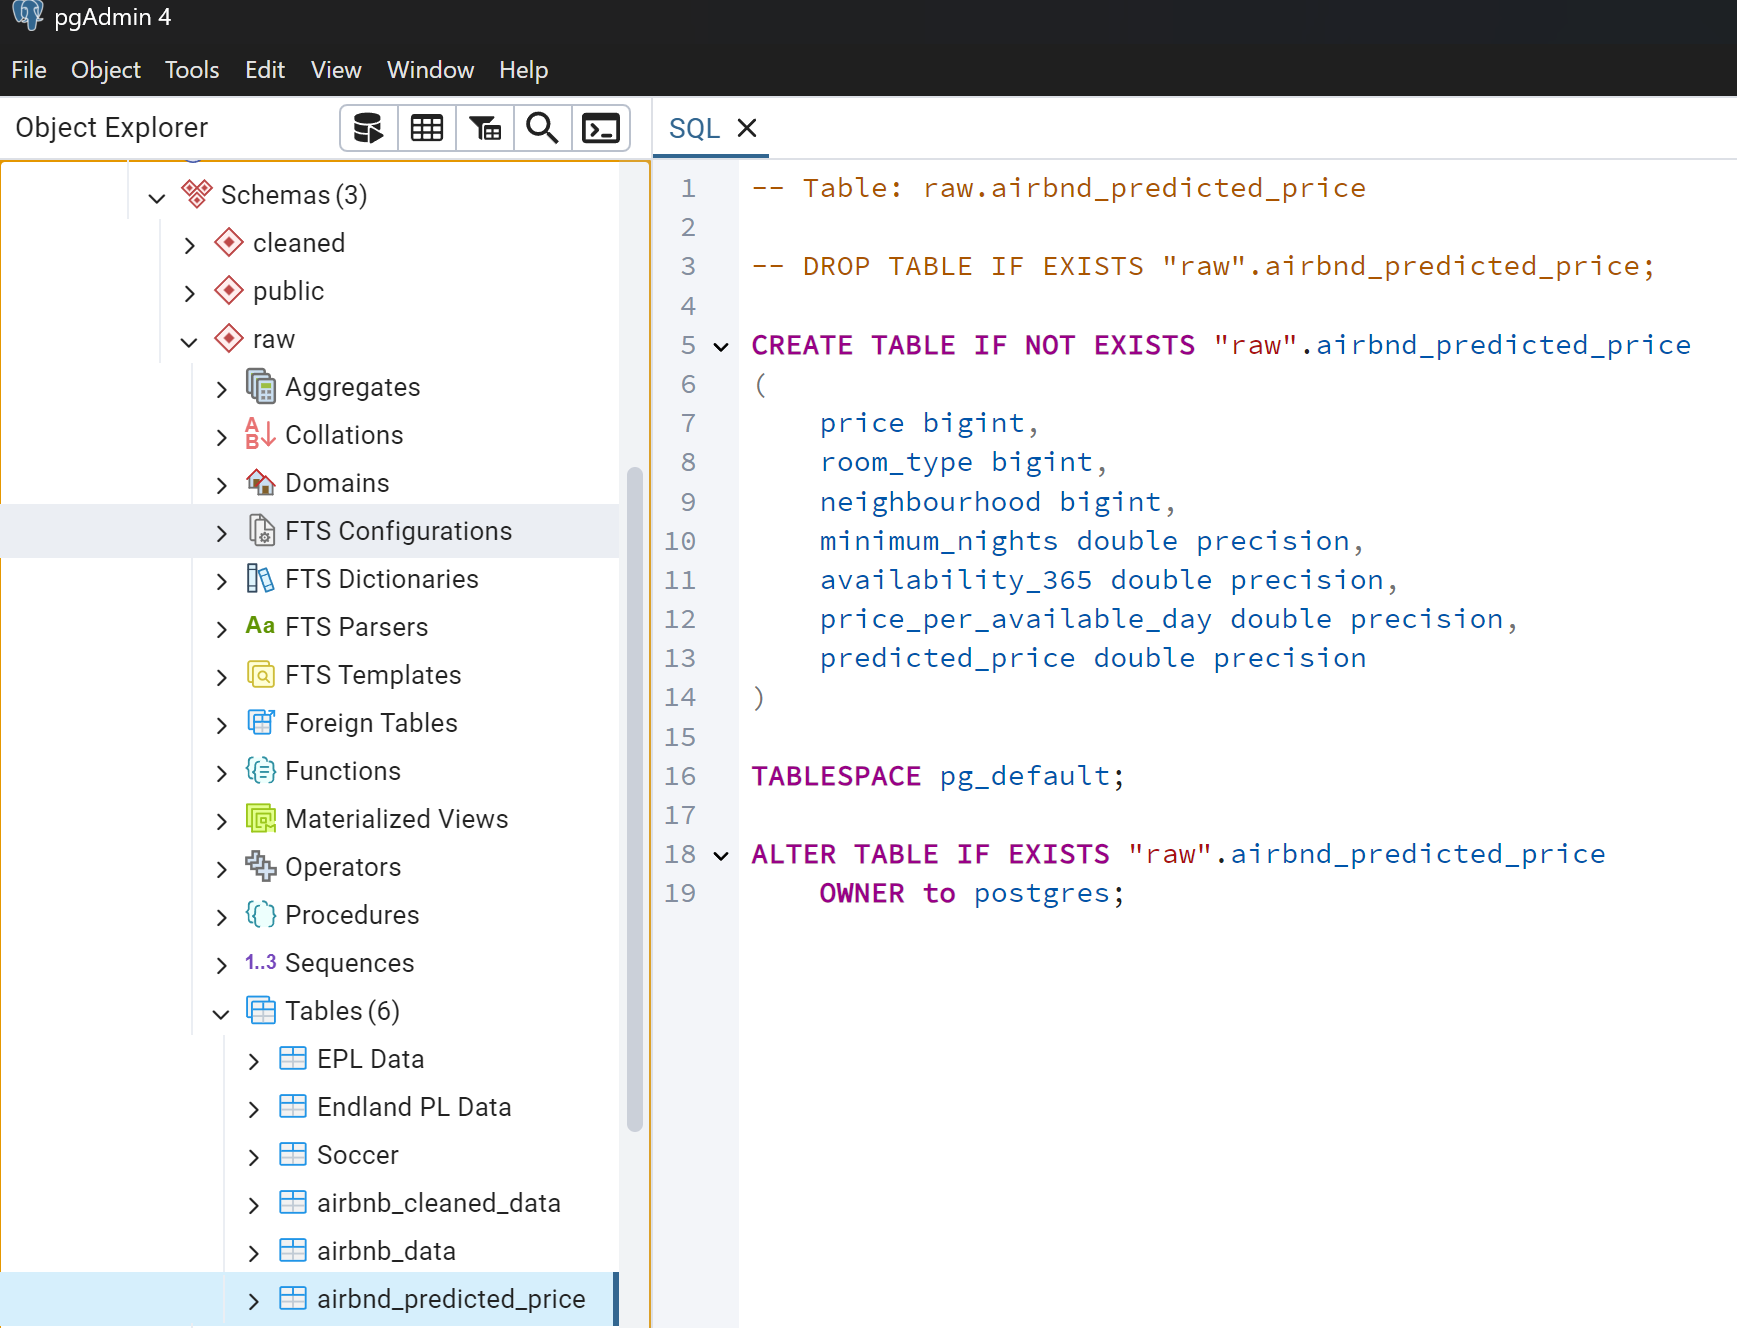 pgAdmin 4
File Object Tools Edit View Window Help
Object Explorer
Schemas (3)
cleaned
public
raw
Aggregates
Collations
Domains
FTS Configurations
FTS Dictionaries
Aa FTS Parsers
FTS Templates
Foreign Tables
Functions
Materialized Views
Operators
Procedures
1..3 Sequences
Tables (6)
EPL Data
Endland PL Data
Soccer
airbnb_cleaned_data
airbnb_data
airbnd_predicted_price
SQL
1 -- Table: raw.airbnd_predicted_price
2
3 -- DROP TABLE IF EXISTS "raw".airbnd_predicted_price;
4
5 CREATE TABLE IF NOT EXISTS "raw".airbnd_predicted_price
6 (
7     price bigint,
8     room_type bigint,
9     neighbourhood bigint,
10     minimum_nights double precision,
11     availability_365 double precision,
12     price_per_available_day double precision,
13     predicted_price double precision
14 )
15
16 TABLESPACE pg_default;
17
18 ALTER TABLE IF EXISTS "raw".airbnd_predicted_price
19     OWNER to postgres;